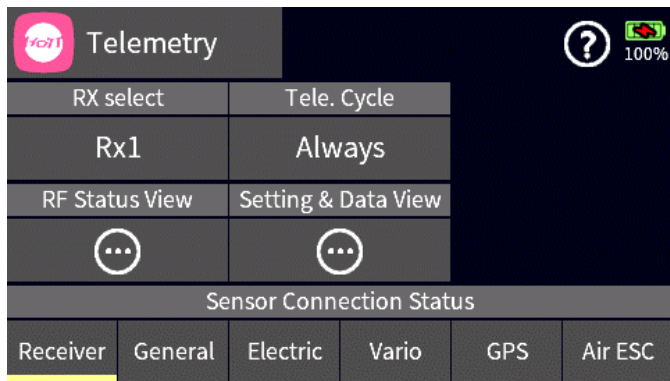 HoTT
Telemetry
?
100%
RX select
Tele. Cycle
Rx1
Always
RF Status View
Setting & Data View
Sensor Connection Status
Receiver General Electric Vario GPS Air ESC